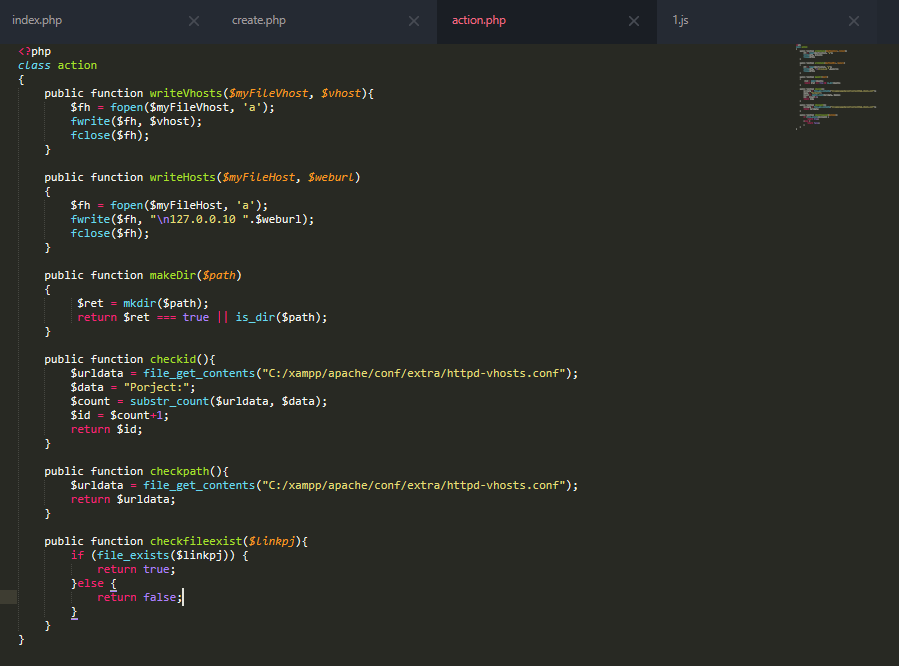 index.php
create.php
action.php
1.js
<?php
class action
{
    public function writeVhosts($myFileVhost, $vhost){
        $fh = fopen($myFileVhost, 'a');
        fwrite($fh, $vhost);
        fclose($fh);
    }

    public function writeHosts($myFileHost, $weburl)
    {
        $fh = fopen($myFileHost, 'a');
        fwrite($fh, "\n127.0.0.10 ".$weburl);
        fclose($fh);
    }

    public function makeDir($path)
    {
         $ret = mkdir($path);
         return $ret === true || is_dir($path);
    }

    public function checkid(){
        $urldata = file_get_contents("C:/xampp/apache/conf/extra/httpd-vhosts.conf");
        $data = "Porject:";
        $count = substr_count($urldata, $data);
        $id = $count+1;
        return $id;
    }

    public function checkpath(){
        $urldata = file_get_contents("C:/xampp/apache/conf/extra/httpd-vhosts.conf");
        return $urldata;
    }

    public function checkfileexist($linkpj){
        if (file_exists($linkpj)) {
            return true;
        }else {
            return false;
        }
    }
}